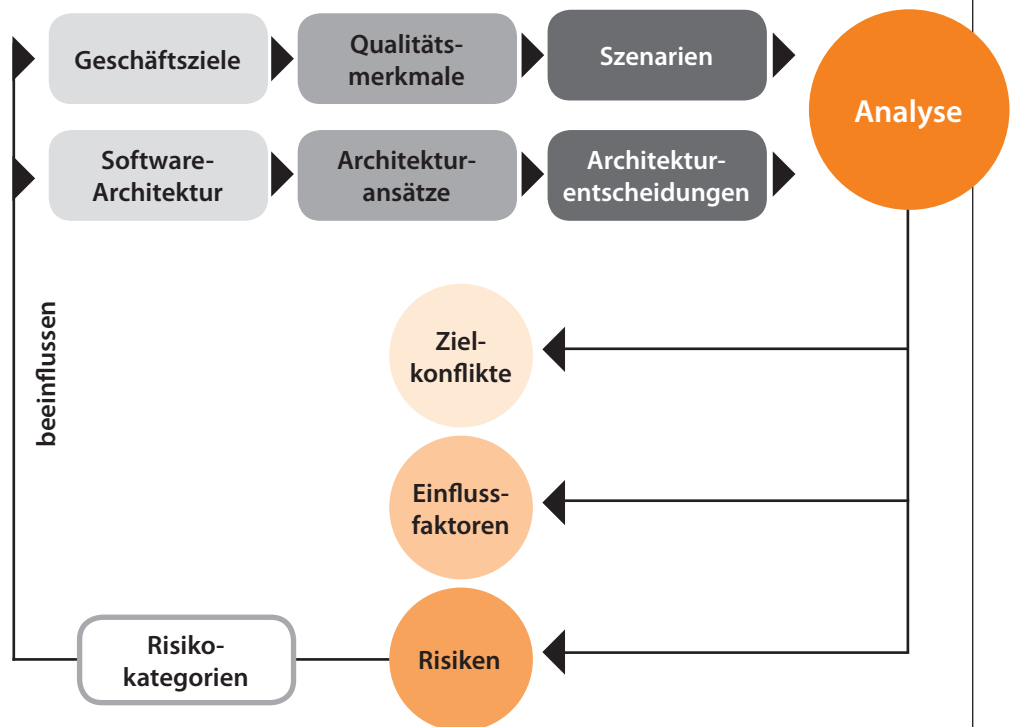 Geschäftsziele
Qualitäts-
merkmale
Szenarien
Analyse
Software-
Architektur
Architektur-
ansätze
Architektur-
entscheidungen
beeinflussen
Ziel-
konflikte
Einfluss-
faktoren
Risiken
Risiko-
kategorien